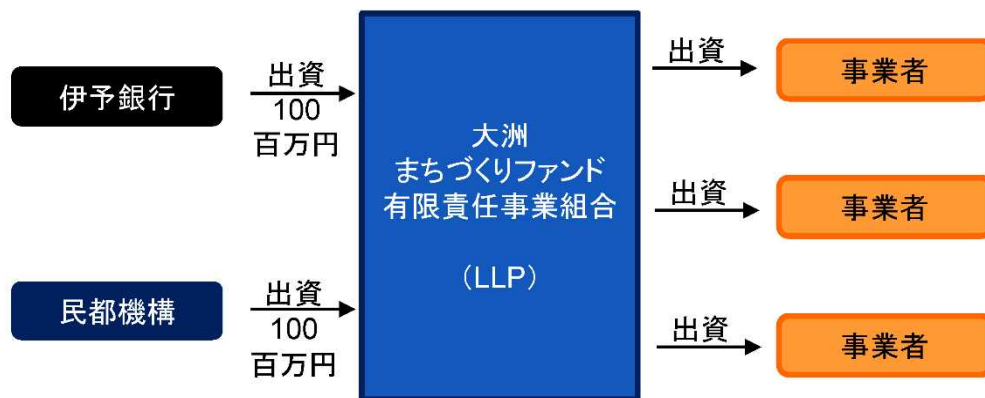 伊予銀行
出資
100
百万円
民都機構
出資
100
百万円
大洲
まちづくりファンド
有限責任事業組合
（LLP）
出資
事業者
出資
事業者
出資
事業者